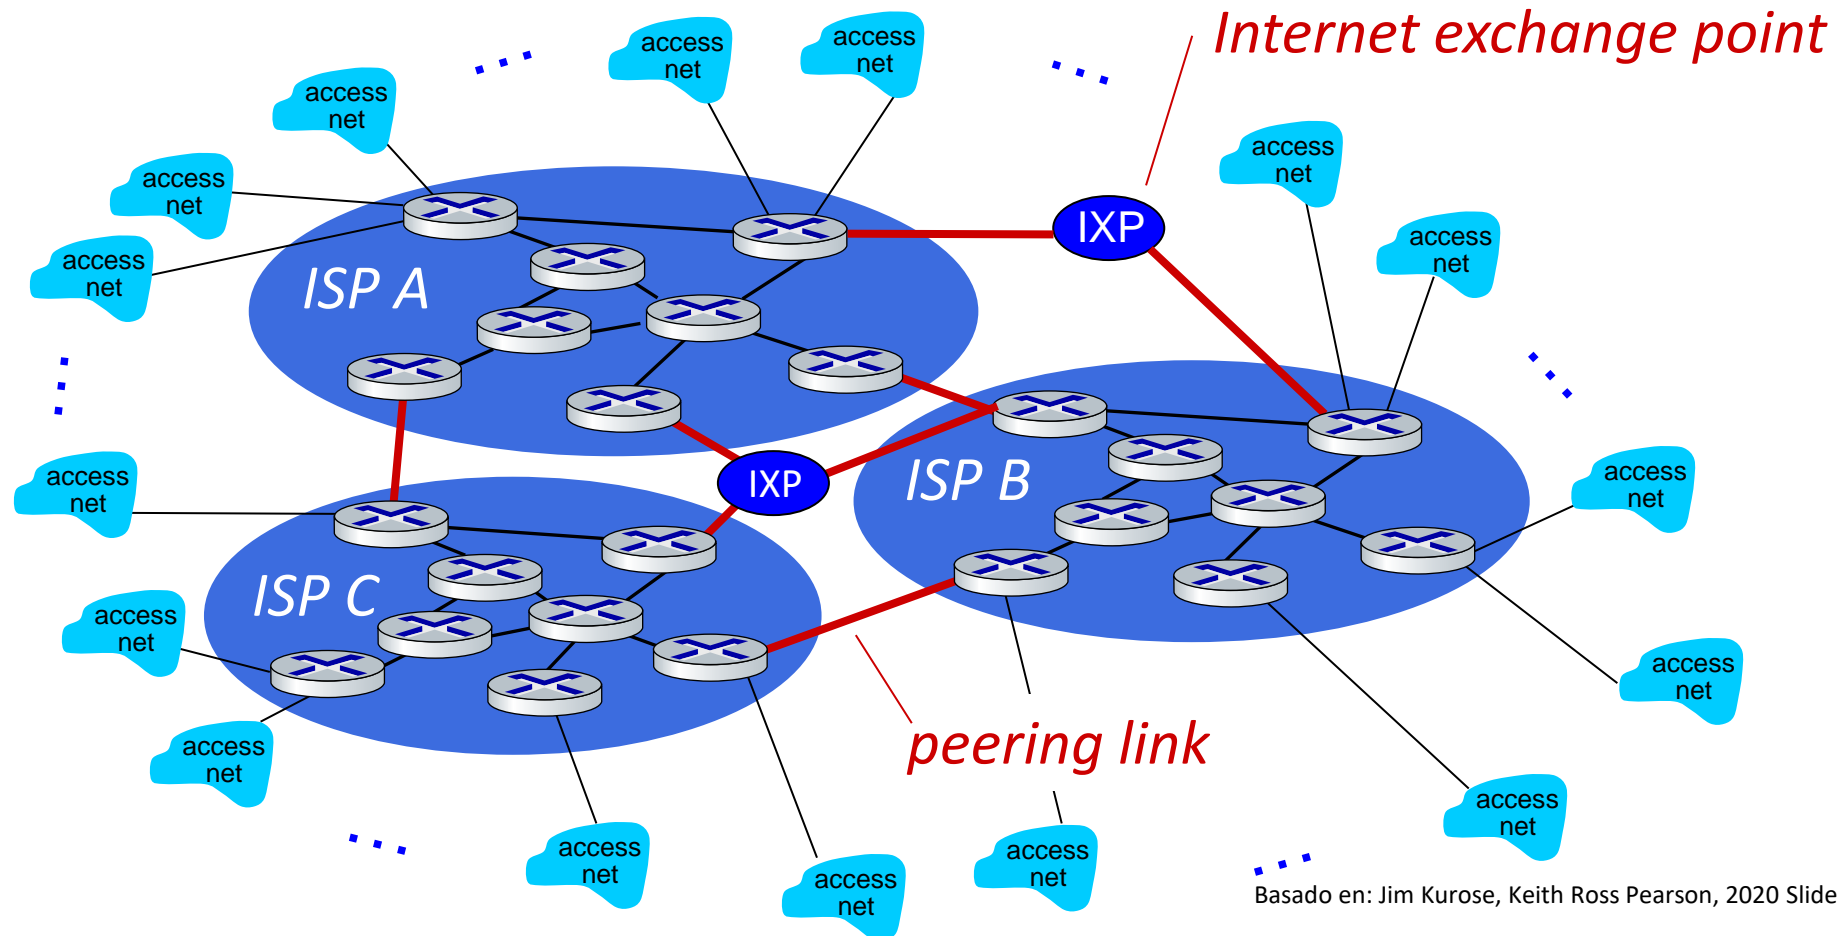 Internet exchange point
access
net
access
net
access
net
access
net
access
net
access
net
access
net
IXP
ISP A
access
net
IXP
ISP B
access
net
ISP C
access
net
access
net
access
net
peering link
access
net
access
net
access
net
access
net
access
net
Basado en: Jim Kurose, Keith Ross Pearson, 2020 Slide